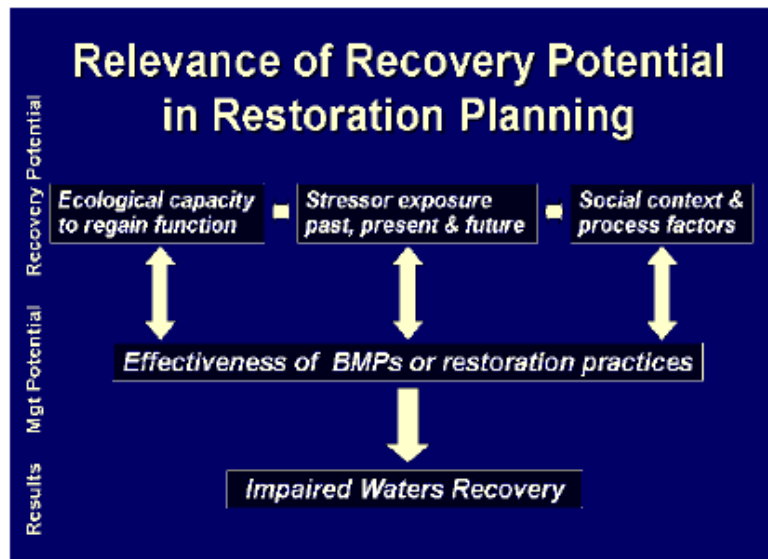 Relevance of Recovery Potential
in Restoration Planning
Recovery Potential
Ecological capacity
to regain function
Stressor exposure
past, present & future
Social context &
process factors
Mgt Potential
Effectiveness of BMPs or restoration practices
Results
Impaired Waters Recovery